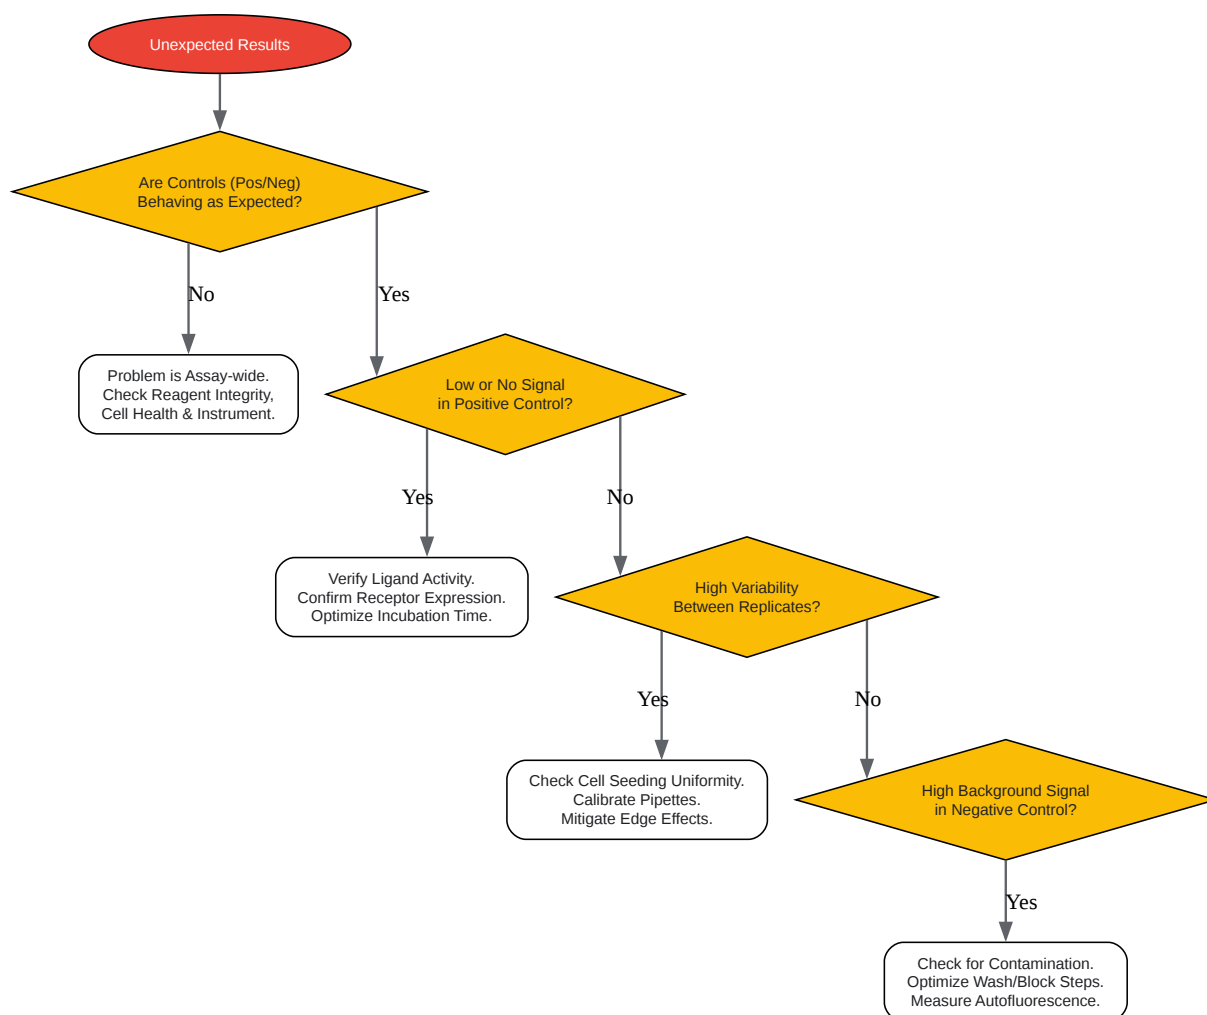 Unexpected Results
Are Controls (Pos/Neg)
Behaving as Expected?
No
Yes
Problem is Assay-wide.
Check Reagent Integrity,
Cell Health & Instrument.
Low or No Signal
in Positive Control?
Yes
No
Verify Ligand Activity.
Confirm Receptor Expression.
Optimize Incubation Time.
High Variability
Between Replicates?
Yes
No
Check Cell Seeding Uniformity.
Calibrate Pipettes.
Mitigate Edge Effects.
High Background Signal
in Negative Control?
Yes
Check for Contamination.
Optimize Wash/Block Steps.
Measure Autofluorescence.